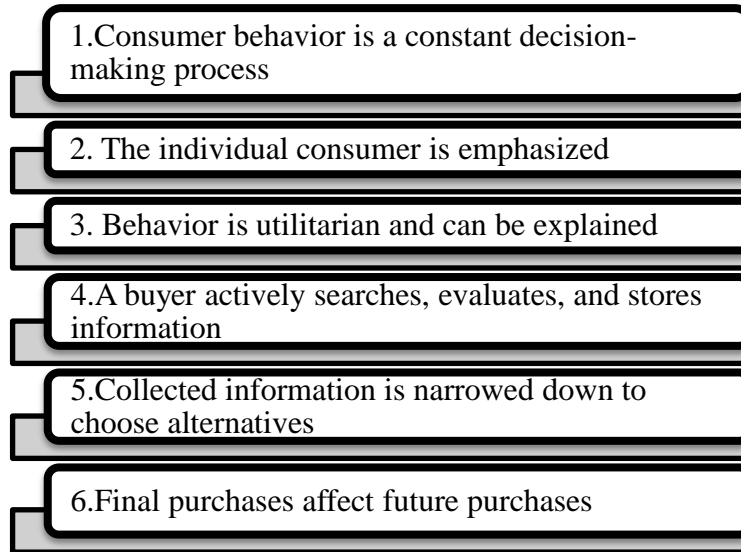 1.Consumer behavior is a constant decision-
making process
2. The individual consumer is emphasized
3. Behavior is utilitarian and can be explained
4.A buyer actively searches, evaluates, and stores
information
5.Collected information is narrowed down to
choose alternatives
6.Final purchases affect future purchases